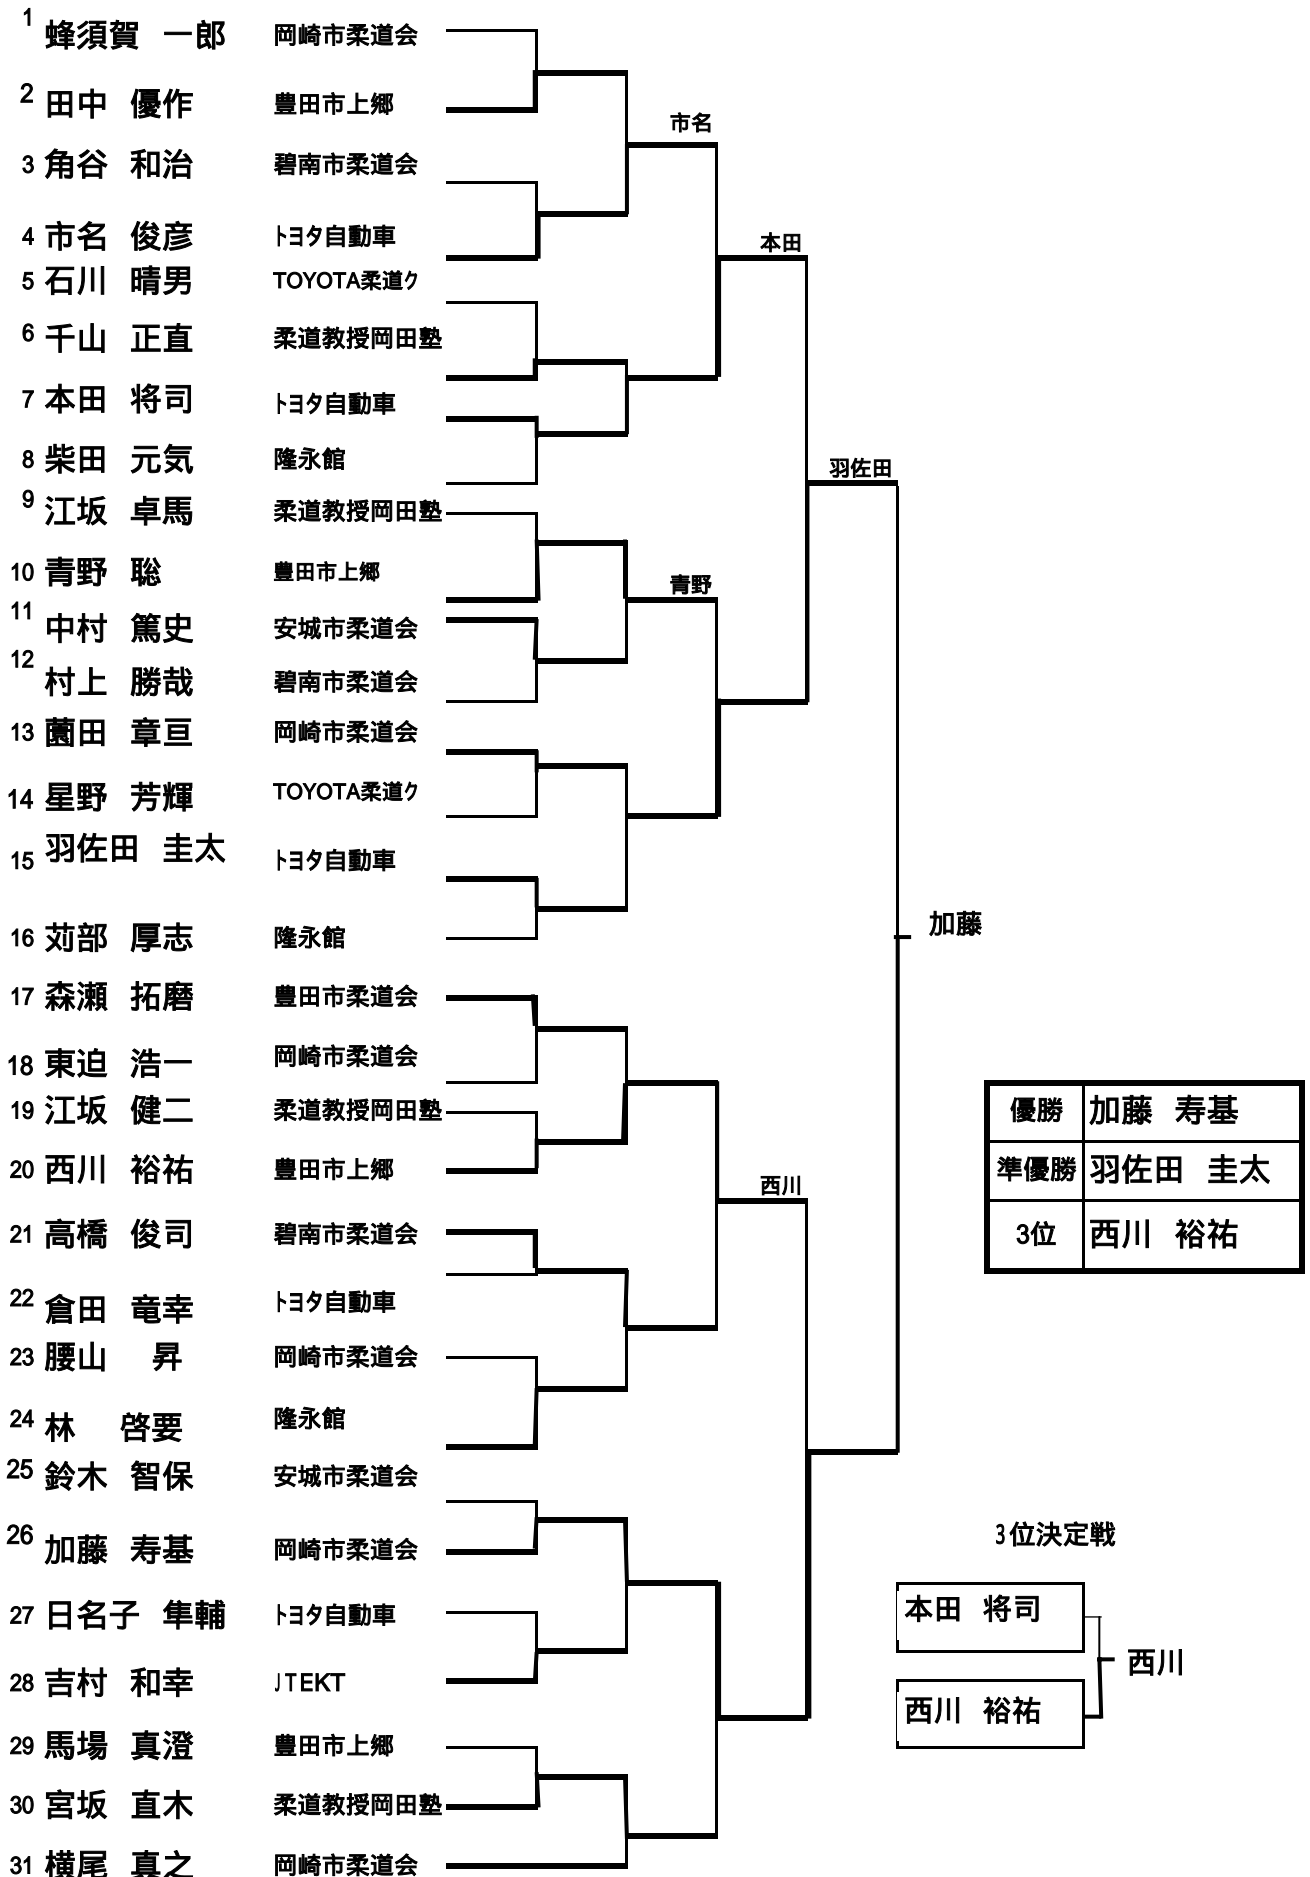 1 蜂須賀 一郎 岡崎市柔道会
2 田中 優作 豊田市上郷
市名
3 角谷 和治 碧南市柔道会
4 市名 俊彦 ﾄﾖﾀ自動車
本田
5 石川 晴男 TOYOTA柔道ｸ
6 千山 正直 柔道教授岡田塾
7 本田 将司 ﾄﾖﾀ自動車
8 柴田 元気 隆永館
羽佐田
9 江坂 卓馬 柔道教授岡田塾
10 青野 聡 豊田市上郷
青野
11 中村 篤史 安城市柔道会
12 村上 勝哉 碧南市柔道会
13 薗田 章亘 岡崎市柔道会
14 星野 芳輝 TOYOTA柔道ｸ
15 羽佐田 圭太 ﾄﾖﾀ自動車
16 苅部 厚志 隆永館
加藤
17 森瀬 拓磨 豊田市柔道会
18 東迫 浩一 岡崎市柔道会
19 江坂 健二 柔道教授岡田塾
優勝 加藤 寿基
20 西川 裕祐 豊田市上郷
準優勝 羽佐田 圭太
西川
21 高橋 俊司 碧南市柔道会
3位 西川 裕祐
22 倉田 竜幸 ﾄﾖﾀ自動車
23 腰山 昇 岡崎市柔道会
24 林 啓要 隆永館
25 鈴木 智保 安城市柔道会
26 加藤 寿基 岡崎市柔道会
3位決定戦
27 日名子 隼輔 ﾄﾖﾀ自動車
本田 将司
西川
28 吉村 和幸 JTEKT
西川 裕祐
29 馬場 真澄 豊田市上郷
30 宮坂 直木 柔道教授岡田塾
31 横尾 真之 岡崎市柔道会